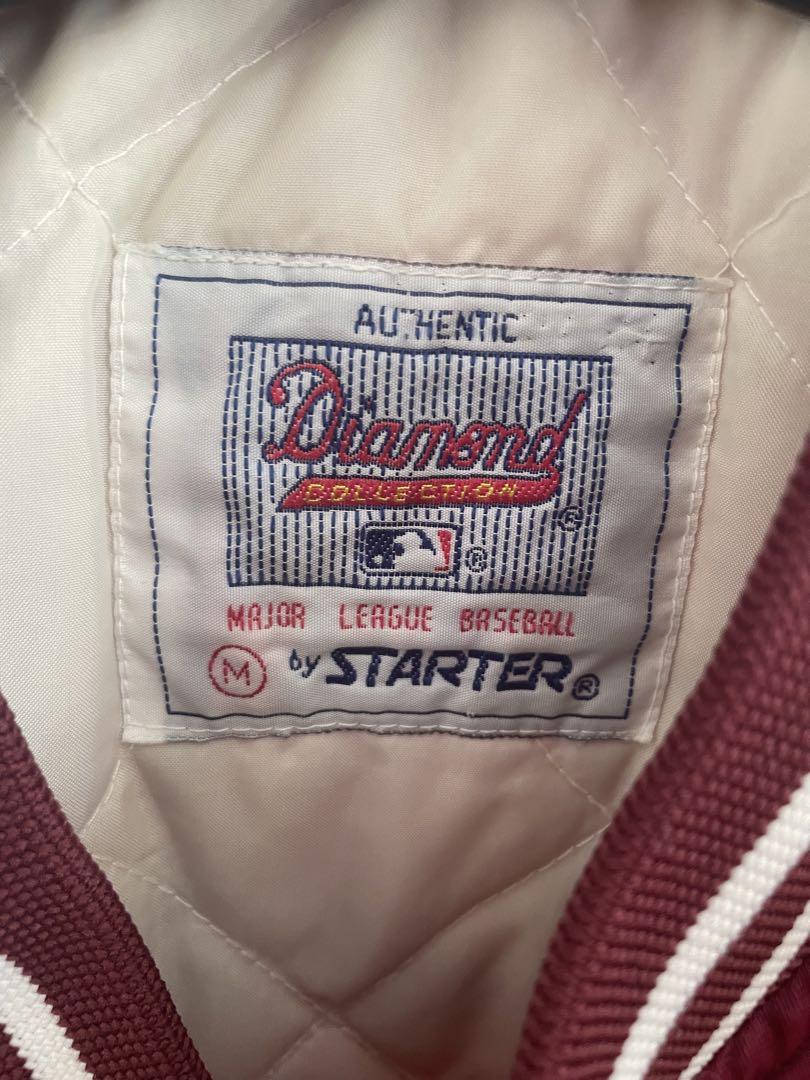 AUTHENTIC
Diamond
COLLECTION
®
®
MAJOR LEAGUE BASEBALL
M by STARTER®